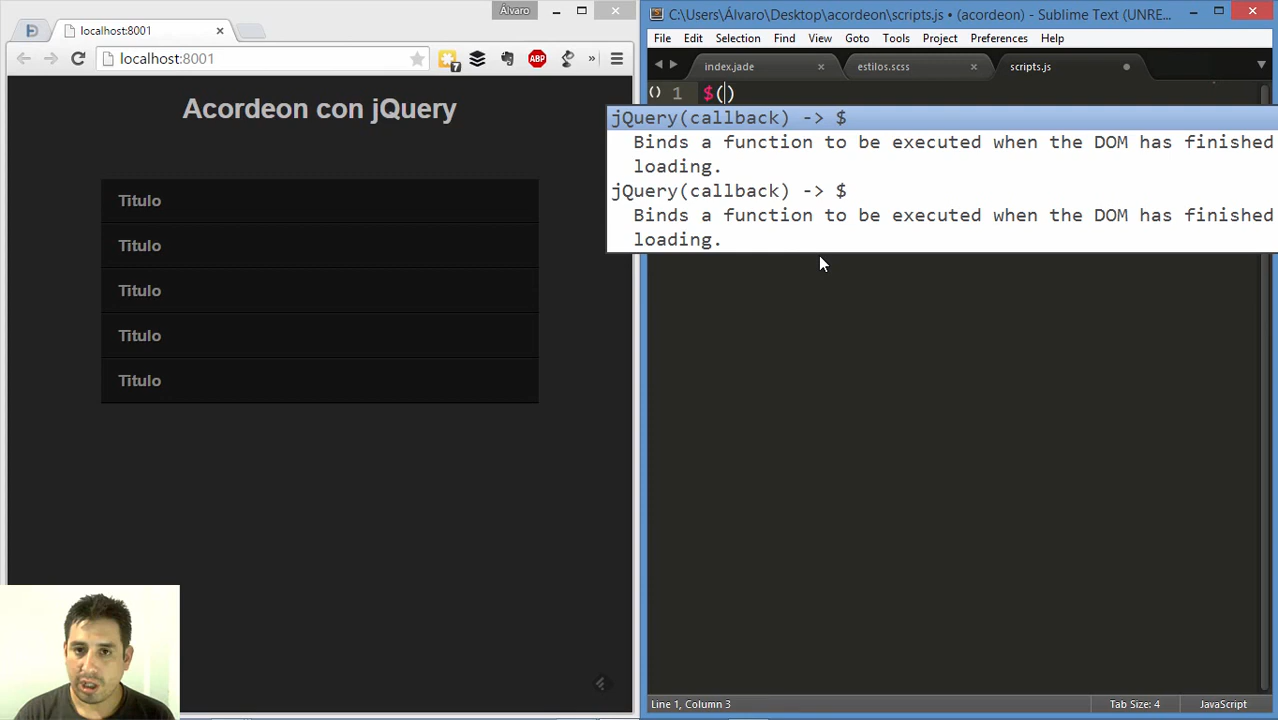 Álvaro
localhost:8001
localhost:8001
7
ABP
»
Acordeon con jQuery
Titulo
Titulo
Titulo
Titulo
Titulo
C:\Users\Álvaro\Desktop\acordeon\scripts.js • (acordeon) - Sublime Text (UNRE...
File Edit Selection Find View Goto Tools Project Preferences Help
index.jade estilos.scss scripts.js
() 1 $()
jQuery(callback) -> $
Binds a function to be executed when the DOM has finished
loading.
jQuery(callback) -> $
Binds a function to be executed when the DOM has finished
loading.
Line 1, Column 3 Tab Size: 4 JavaScript